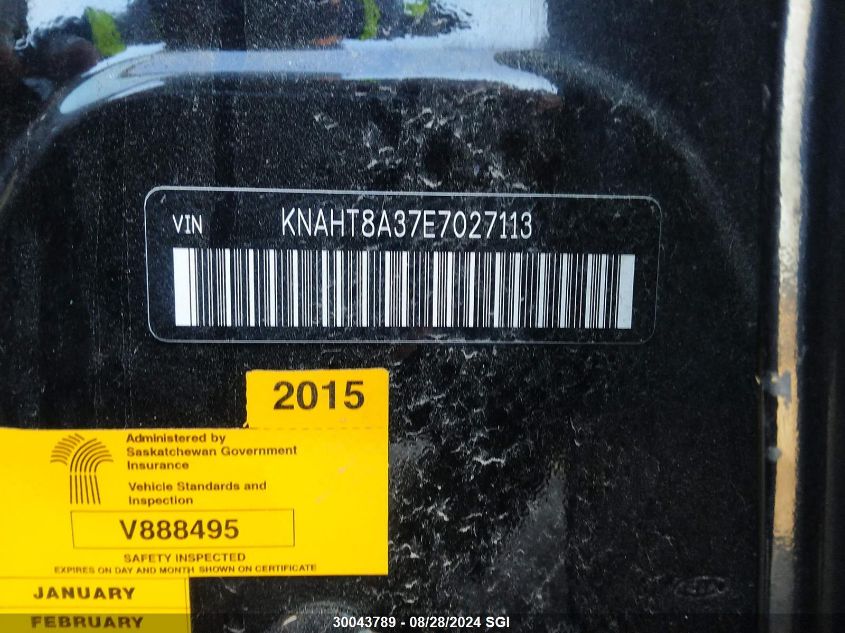 VIN KNAHT8A37E7027113
2015
Administered by
Saskatchewan Government
Insurance
Vehicle Standards and
Inspection
V888495
SAFETY INSPECTED
EXPIRES ON DAY AND MONTH SHOWN ON CERTIFICATE
JANUARY
FEBRUARY
30043789 - 08/28/2024 SGI